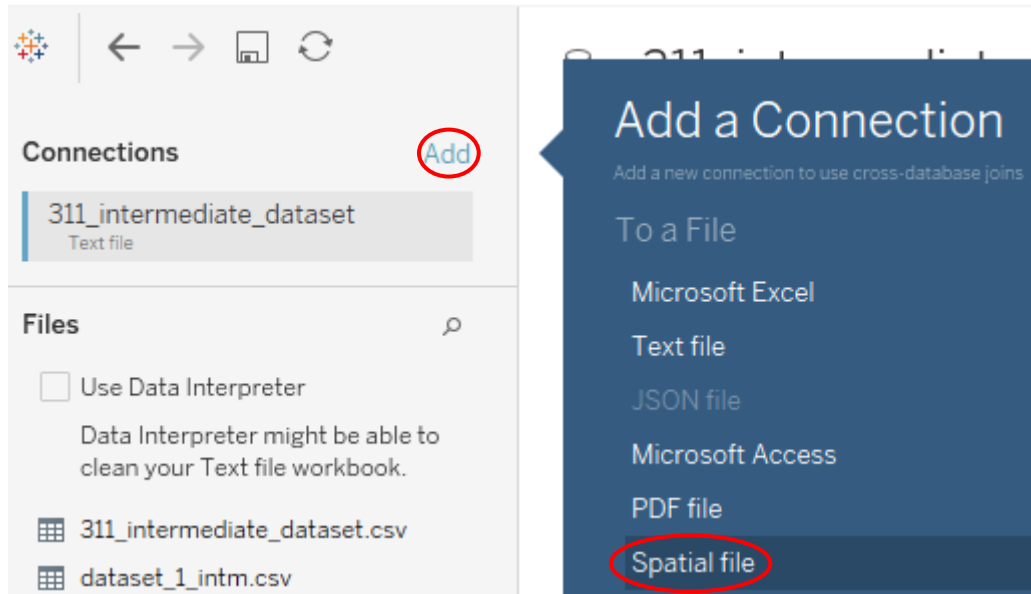 Connections
Add
311_intermediate_dataset
Text file
Files
Use Data Interpreter
Data Interpreter might be able to
clean your Text file workbook.
311_intermediate_dataset.csv
dataset_1_intm.csv
Add a Connection
Add a new connection to use cross-database joins
To a File
Microsoft Excel
Text file
JSON file
Microsoft Access
PDF file
Spatial file